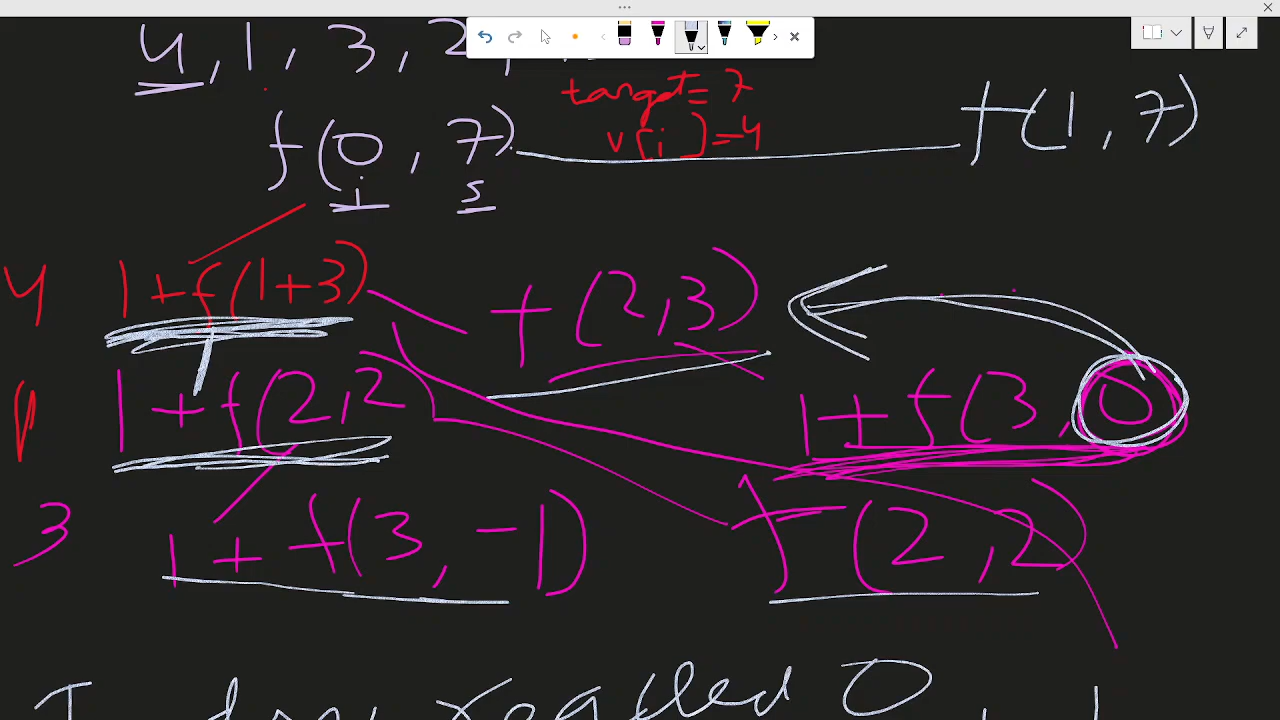 4, 1, 3, 2,
target = 7
f(0, 7)
v[i] = 4
f(1, 7)
i
s
4
1+f(1+3)
f(2,3)
1
1+f(2,2)
1+f(3,0
3
1+f(3,-1)
f(2,2)
0